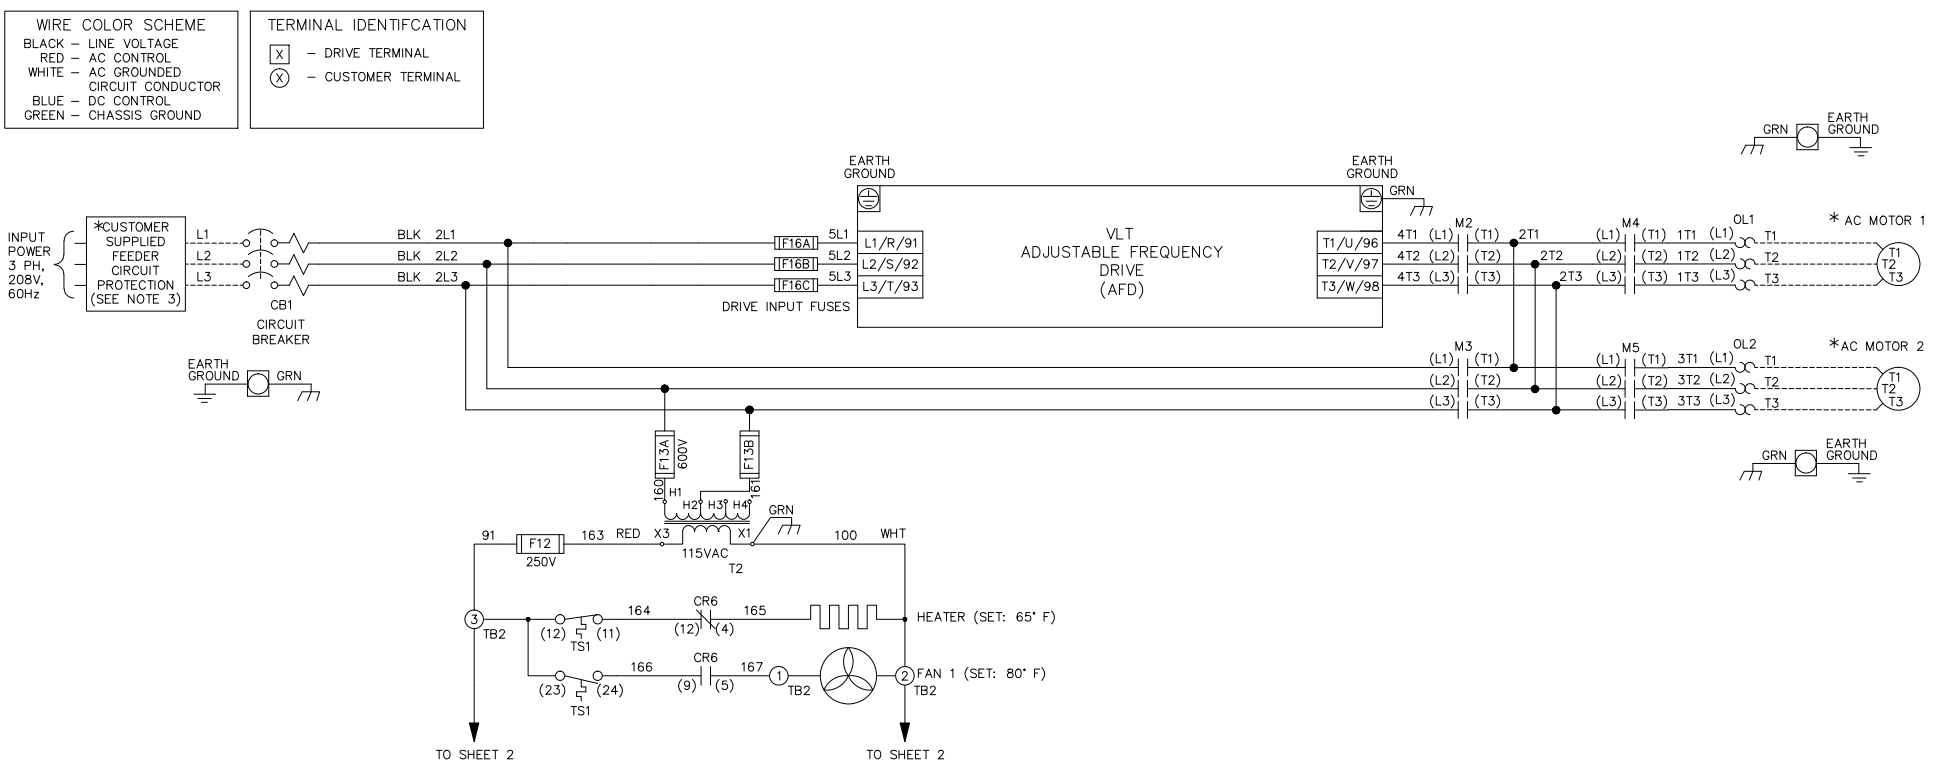 WIRE COLOR SCHEME
BLACK – LINE VOLTAGE
RED – AC CONTROL
WHITE – AC GROUNDED
CIRCUIT CONDUCTOR
BLUE – DC CONTROL
GREEN – CHASSIS GROUND
TERMINAL IDENTIFCATION
X – DRIVE TERMINAL
X – CUSTOMER TERMINAL
INPUT
POWER
3 PH,
208V,
60Hz
*CUSTOMER
SUPPLIED
FEEDER
CIRCUIT
PROTECTION
(SEE NOTE 3)
L1
L2
L3
CB1
CIRCUIT
BREAKER
BLK 2L1
BLK 2L2
BLK 2L3
F16A 5L1
F16B 5L2
F16C 5L3
DRIVE INPUT FUSES
EARTH
GROUND
L1/R/91
L2/S/92
L3/T/93
VLT
ADJUSTABLE FREQUENCY
DRIVE
(AFD)
EARTH
GROUND
GRN
T1/U/96
T2/V/97
T3/W/98
M2
4T1 (L1) (T1) 2T1
4T2 (L2) (T2) 2T2
4T3 (L3) (T3) 2T3
M4
(L1) (T1) 1T1 (L1)
(L2) (T2) 1T2 (L2)
(L3) (T3) 1T3 (L3)
OL1
T1
T2
T3
* AC MOTOR 1
T1
T2
T3
GRN
EARTH
GROUND
EARTH
GROUND
GRN
M3
(L1) (T1)
(L2) (T2)
(L3) (T3)
M5
(L1) (T1) 3T1 (L1)
(L2) (T2) 3T2 (L2)
(L3) (T3) 3T3 (L3)
OL2
T1
T2
T3
*AC MOTOR 2
T1
T2
T3
GRN
EARTH
GROUND
F13A
600V
F13B
160
161
H1
H2 H3 H4
GRN
91
F12
250V
163 RED X3
X1
100 WHT
115VAC
T2
3
TB2
(12) (11)
TS1
164
CR6
(12) (4)
165
HEATER (SET: 65° F)
(23) (24)
TS1
166
CR6
(9) (5)
167
1
TB2
2
TB2
FAN 1 (SET: 80° F)
TO SHEET 2
TO SHEET 2